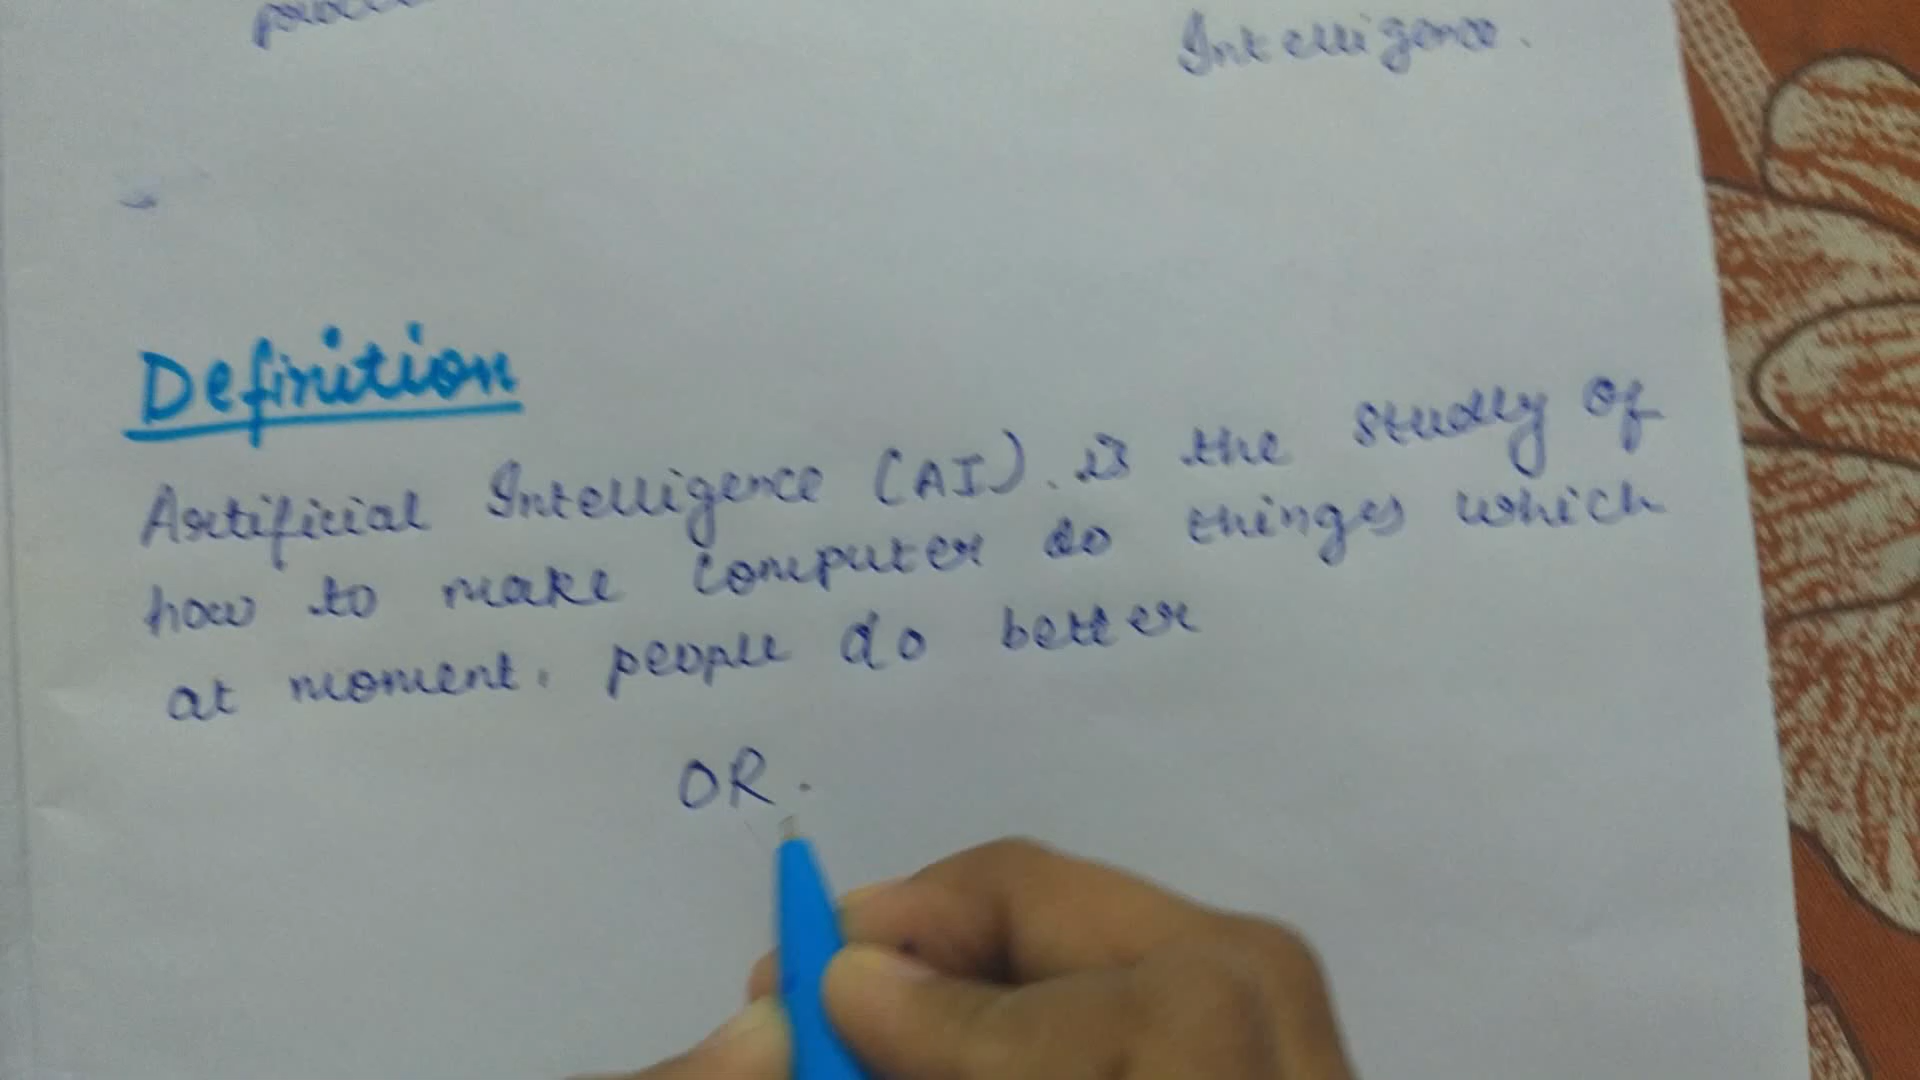 Intelligence.
Definition
Artificial Intelligence (AI). is the study of
how to make computer do things which
at moment. people do better
OR.